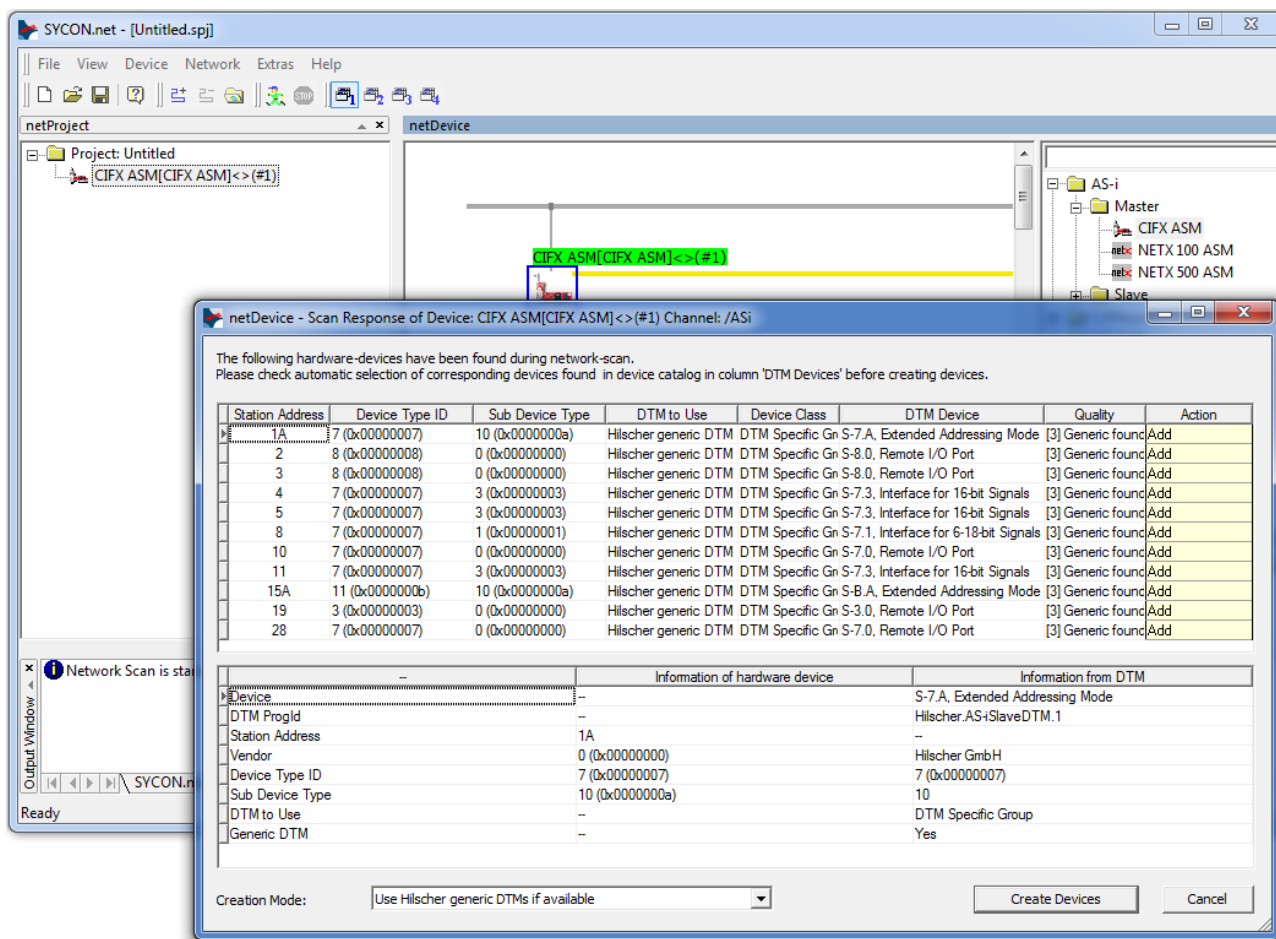 SYCON.net - [Untitled.spj]
File View Device Network Extras Help
netProject
netDevice
Project: Untitled
CIFX ASM[CIFX ASM]<>(#1)
CIFX ASM[CIFX ASM]<>(#1)
AS-i
Master
CIFX ASM
NETX 100 ASM
NETX 500 ASM
Slave
netDevice - Scan Response of Device: CIFX ASM[CIFX ASM]<>(#1) Channel: /ASi
The following hardware-devices have been found during network-scan.
Please check automatic selection of corresponding devices found in device catalog in column 'DTM Devices' before creating devices.
Station Address Device Type ID Sub Device Type DTM to Use Device Class DTM Device Quality Action
1A 7 (0x00000007) 10 (0x0000000a) Hilscher generic DTM DTM Specific Gr S-7.A, Extended Addressing Mode [3] Generic found Add
2 8 (0x00000008) 0 (0x00000000) Hilscher generic DTM DTM Specific Gr S-8.0, Remote I/O Port [3] Generic found Add
3 8 (0x00000008) 0 (0x00000000) Hilscher generic DTM DTM Specific Gr S-8.0, Remote I/O Port [3] Generic found Add
4 7 (0x00000007) 3 (0x00000003) Hilscher generic DTM DTM Specific Gr S-7.3, Interface for 16-bit Signals [3] Generic found Add
5 7 (0x00000007) 3 (0x00000003) Hilscher generic DTM DTM Specific Gr S-7.3, Interface for 16-bit Signals [3] Generic found Add
8 7 (0x00000007) 1 (0x00000001) Hilscher generic DTM DTM Specific Gr S-7.1, Interface for 6-18-bit Signals [3] Generic found Add
10 7 (0x00000007) 0 (0x00000000) Hilscher generic DTM DTM Specific Gr S-7.0, Remote I/O Port [3] Generic found Add
11 7 (0x00000007) 3 (0x00000003) Hilscher generic DTM DTM Specific Gr S-7.3, Interface for 16-bit Signals [3] Generic found Add
15A 11 (0x0000000b) 10 (0x0000000a) Hilscher generic DTM DTM Specific Gr S-B.A, Extended Addressing Mode [3] Generic found Add
19 3 (0x00000003) 0 (0x00000000) Hilscher generic DTM DTM Specific Gr S-3.0, Remote I/O Port [3] Generic found Add
28 7 (0x00000007) 0 (0x00000000) Hilscher generic DTM DTM Specific Gr S-7.0, Remote I/O Port [3] Generic found Add
-- Information of hardware device Information from DTM
Device -- S-7.A, Extended Addressing Mode
DTM ProgId -- Hilscher.AS-iSlaveDTM.1
Station Address 1A --
Vendor 0 (0x00000000) Hilscher GmbH
Device Type ID 7 (0x00000007) 7 (0x00000007)
Sub Device Type 10 (0x0000000a) 10
DTM to Use -- DTM Specific Group
Generic DTM -- Yes
Creation Mode: Use Hilscher generic DTMs if available Create Devices Cancel
Network Scan is star
Output Window
SYCON.n
Ready